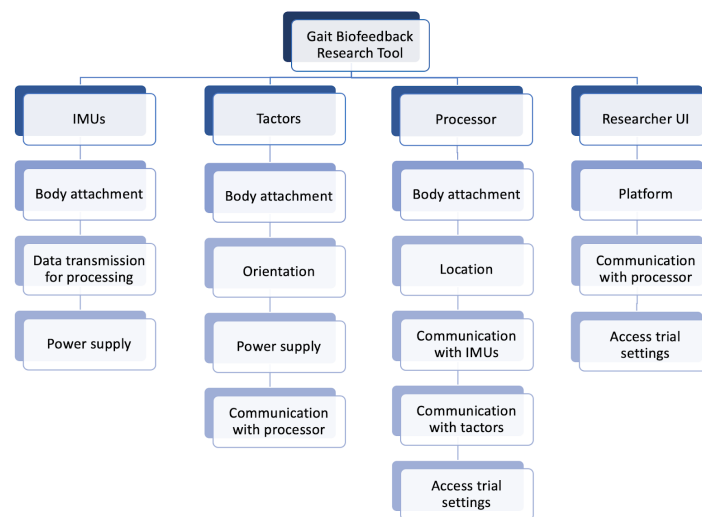 Gait Biofeedback
Research Tool
IMUs
Body attachment
Data transmission
for processing
Power supply
Tactors
Body attachment
Orientation
Power supply
Communication
with processor
Processor
Body attachment
Location
Communication
with IMUs
Communication
with tactors
Access trial
settings
Researcher UI
Platform
Communication
with processor
Access trial
settings